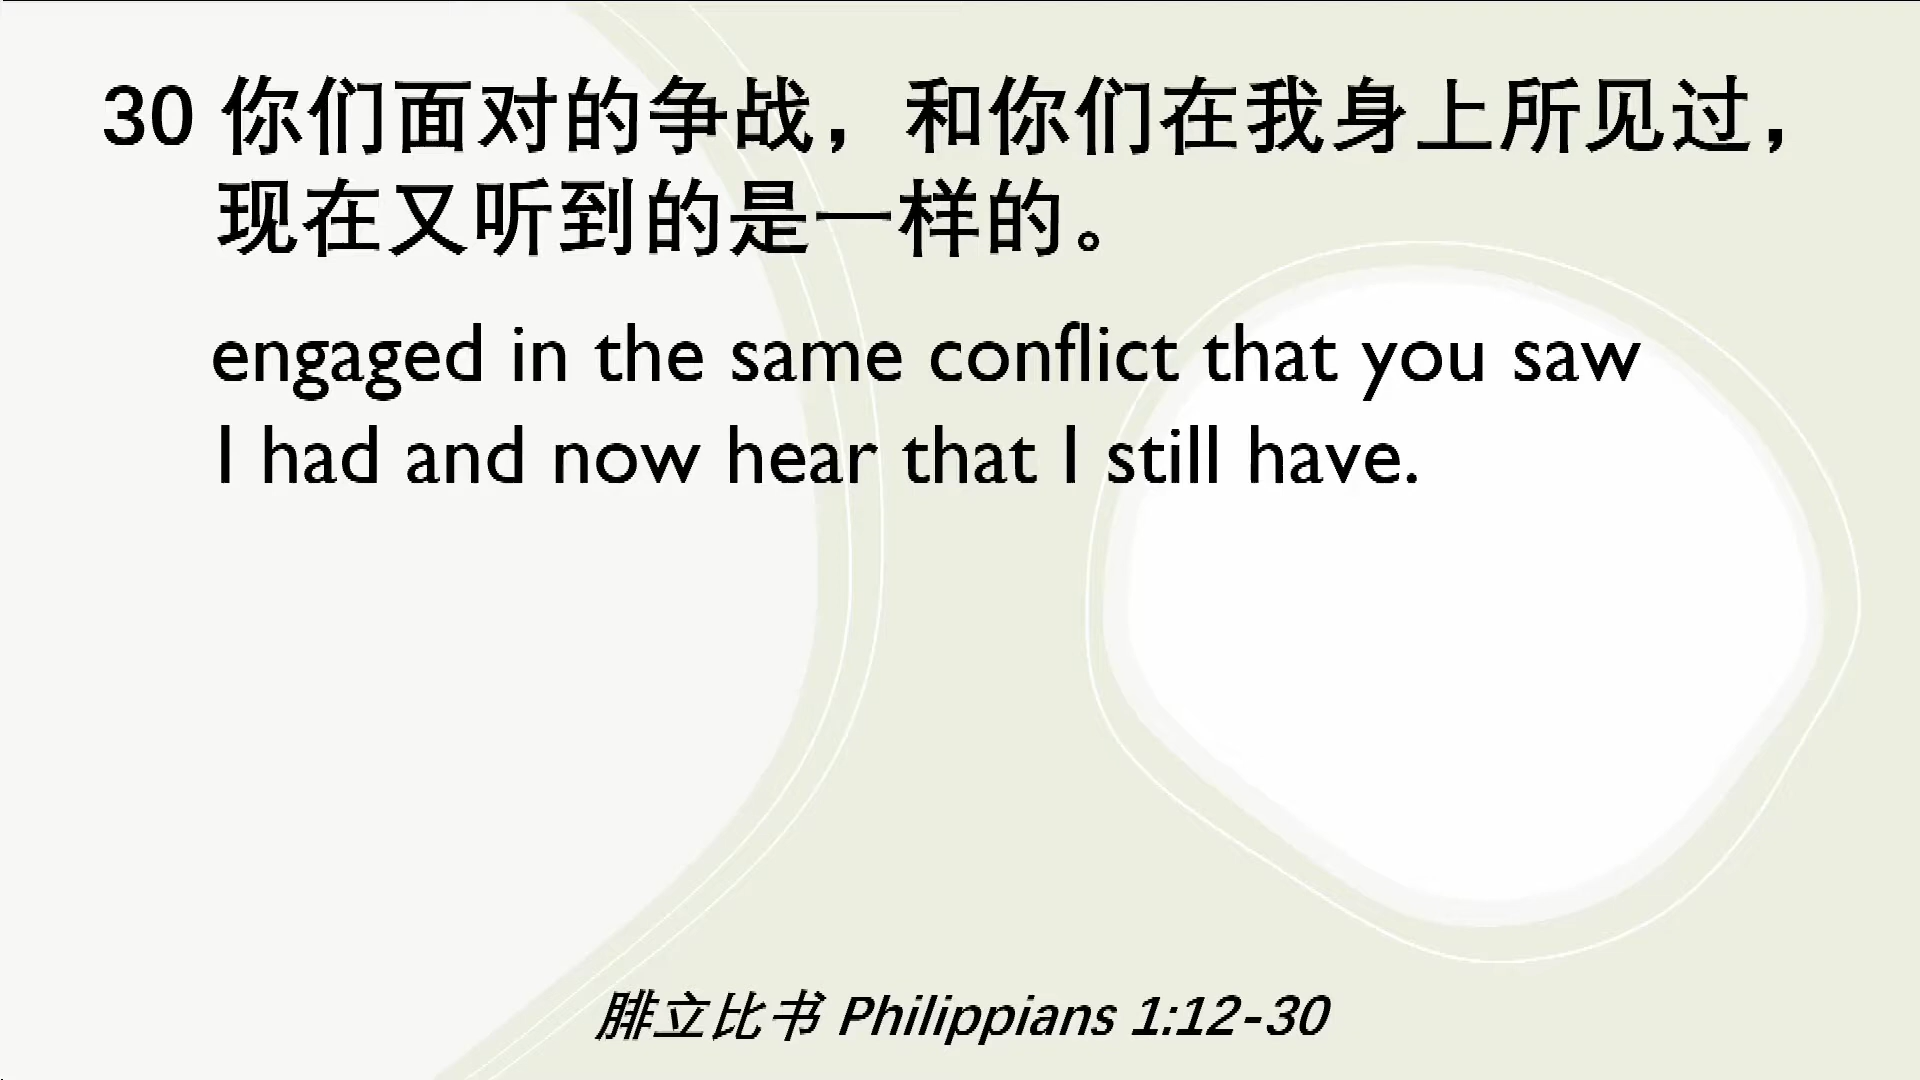 30 你们面对的争战，和你们在我身上所见过，
现在又听到的是一样的。
engaged in the same conflict that you saw
I had and now hear that I still have.
腓立比书 Philippians 1:12-30